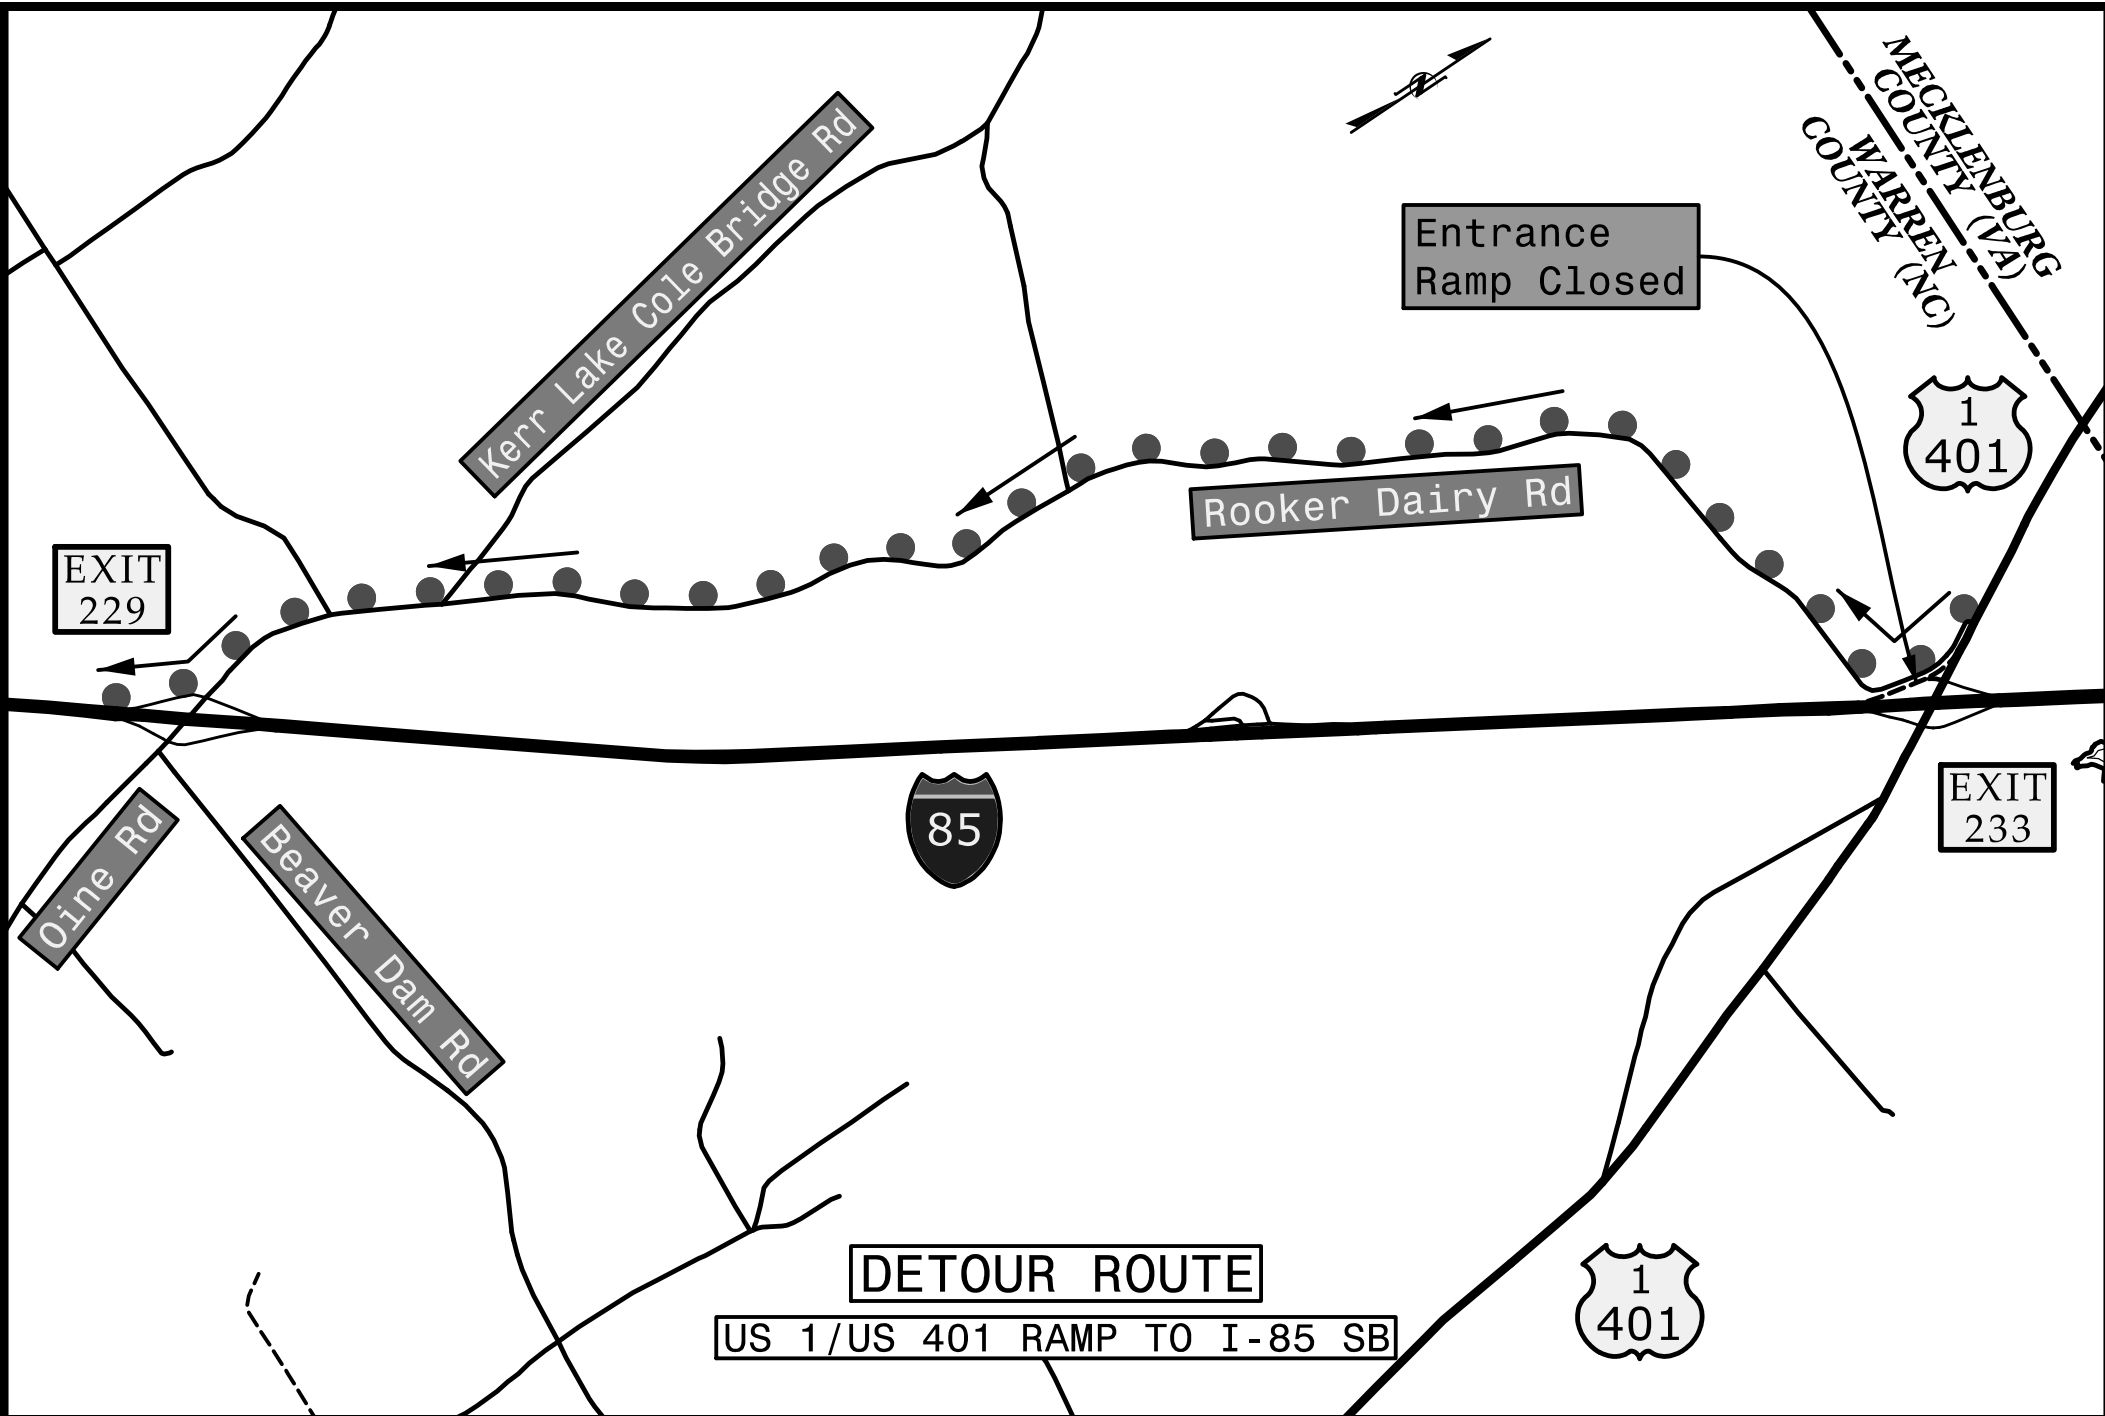 MECKLENBURG
COUNTY (VA)
WARREN
COUNTY (NC)
N
Kerr Lake Cole Bridge Rd
Entrance
Ramp Closed
1
401
Rooker Dairy Rd
EXIT
229
EXIT
233
85
Oine Rd
Beaver Dam Rd
DETOUR ROUTE
US 1/US 401 RAMP TO I-85 SB
1
401